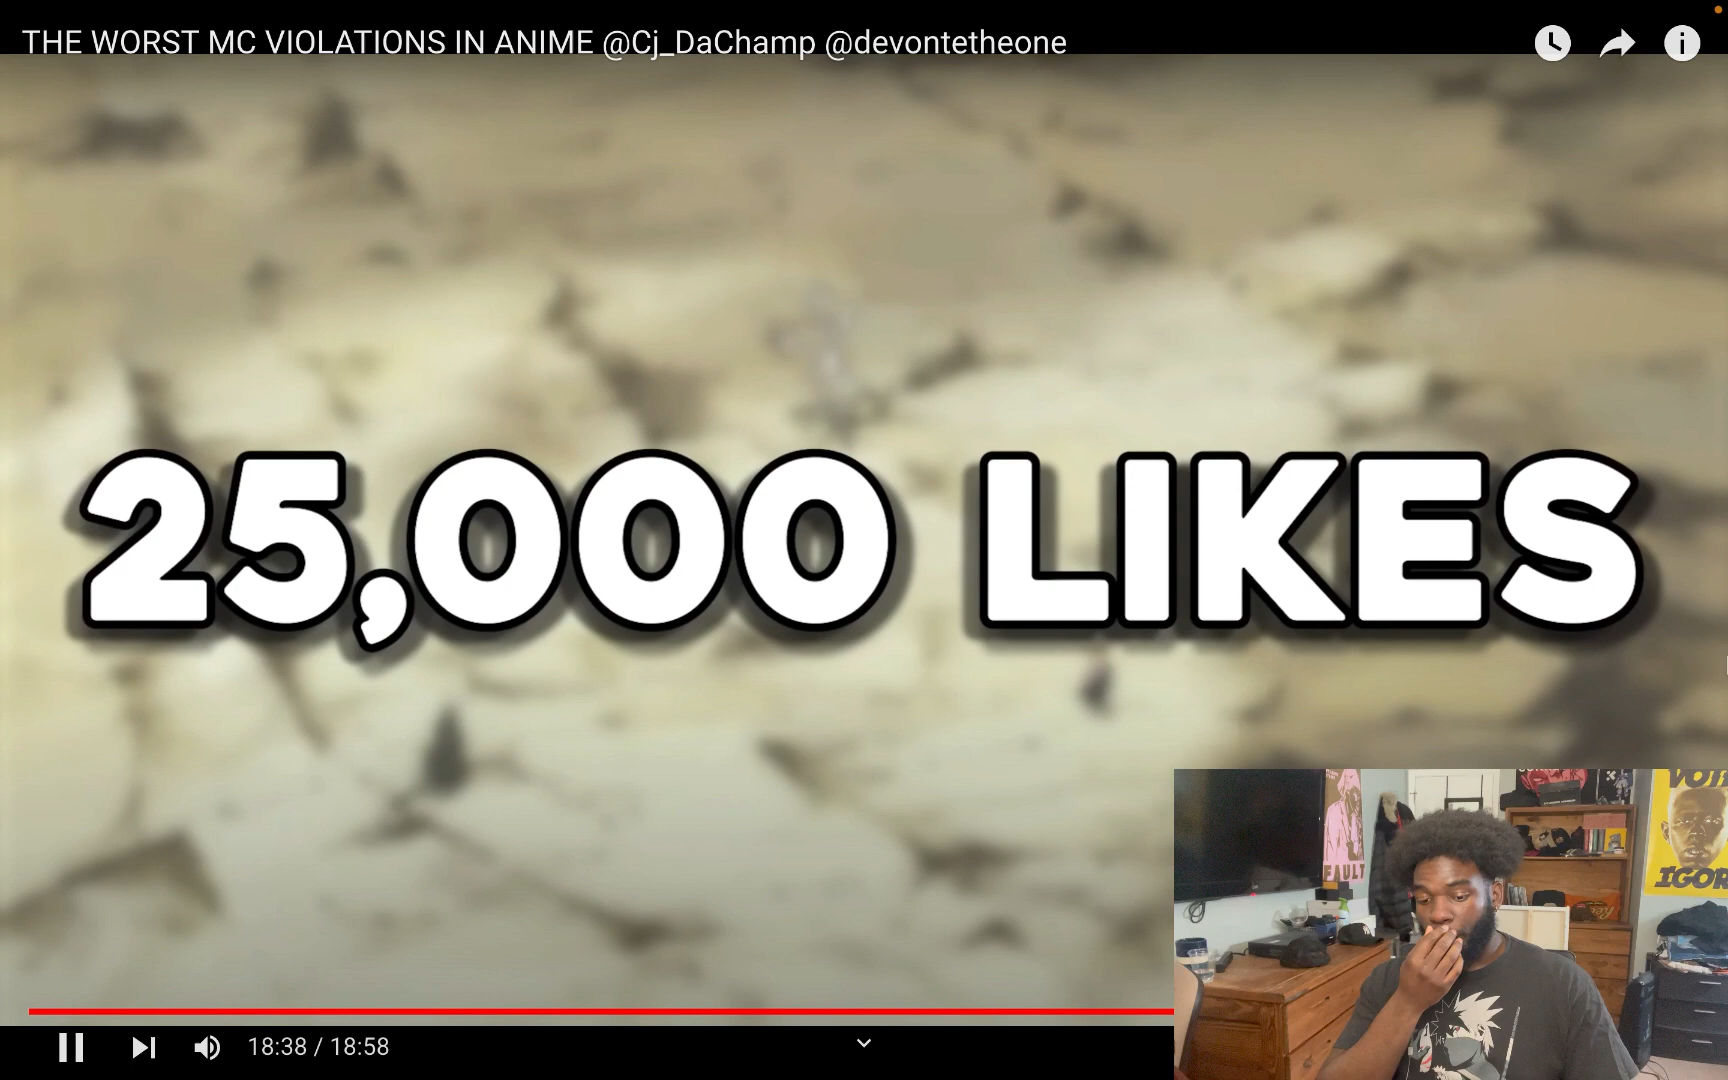 THE WORST MC VIOLATIONS IN ANIME @Cj_DaChamp @devontetheone
25,000 LIKES
FAULT
IGOR
18:38 / 18:58